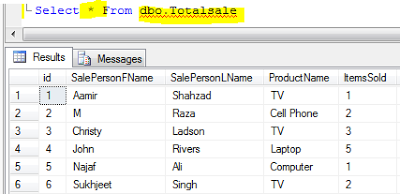 Select * From dbo.Totalsale
Results Messages
id SalePersonFName SalePersonLName ProductName ItemsSold
1 1 Aamir Shahzad TV 1
2 2 M Raza Cell Phone 2
3 3 Christy Ladson TV 3
4 4 John Rivers Laptop 5
5 5 Najaf Ali Computer 1
6 6 Sukhjeet Singh TV 2